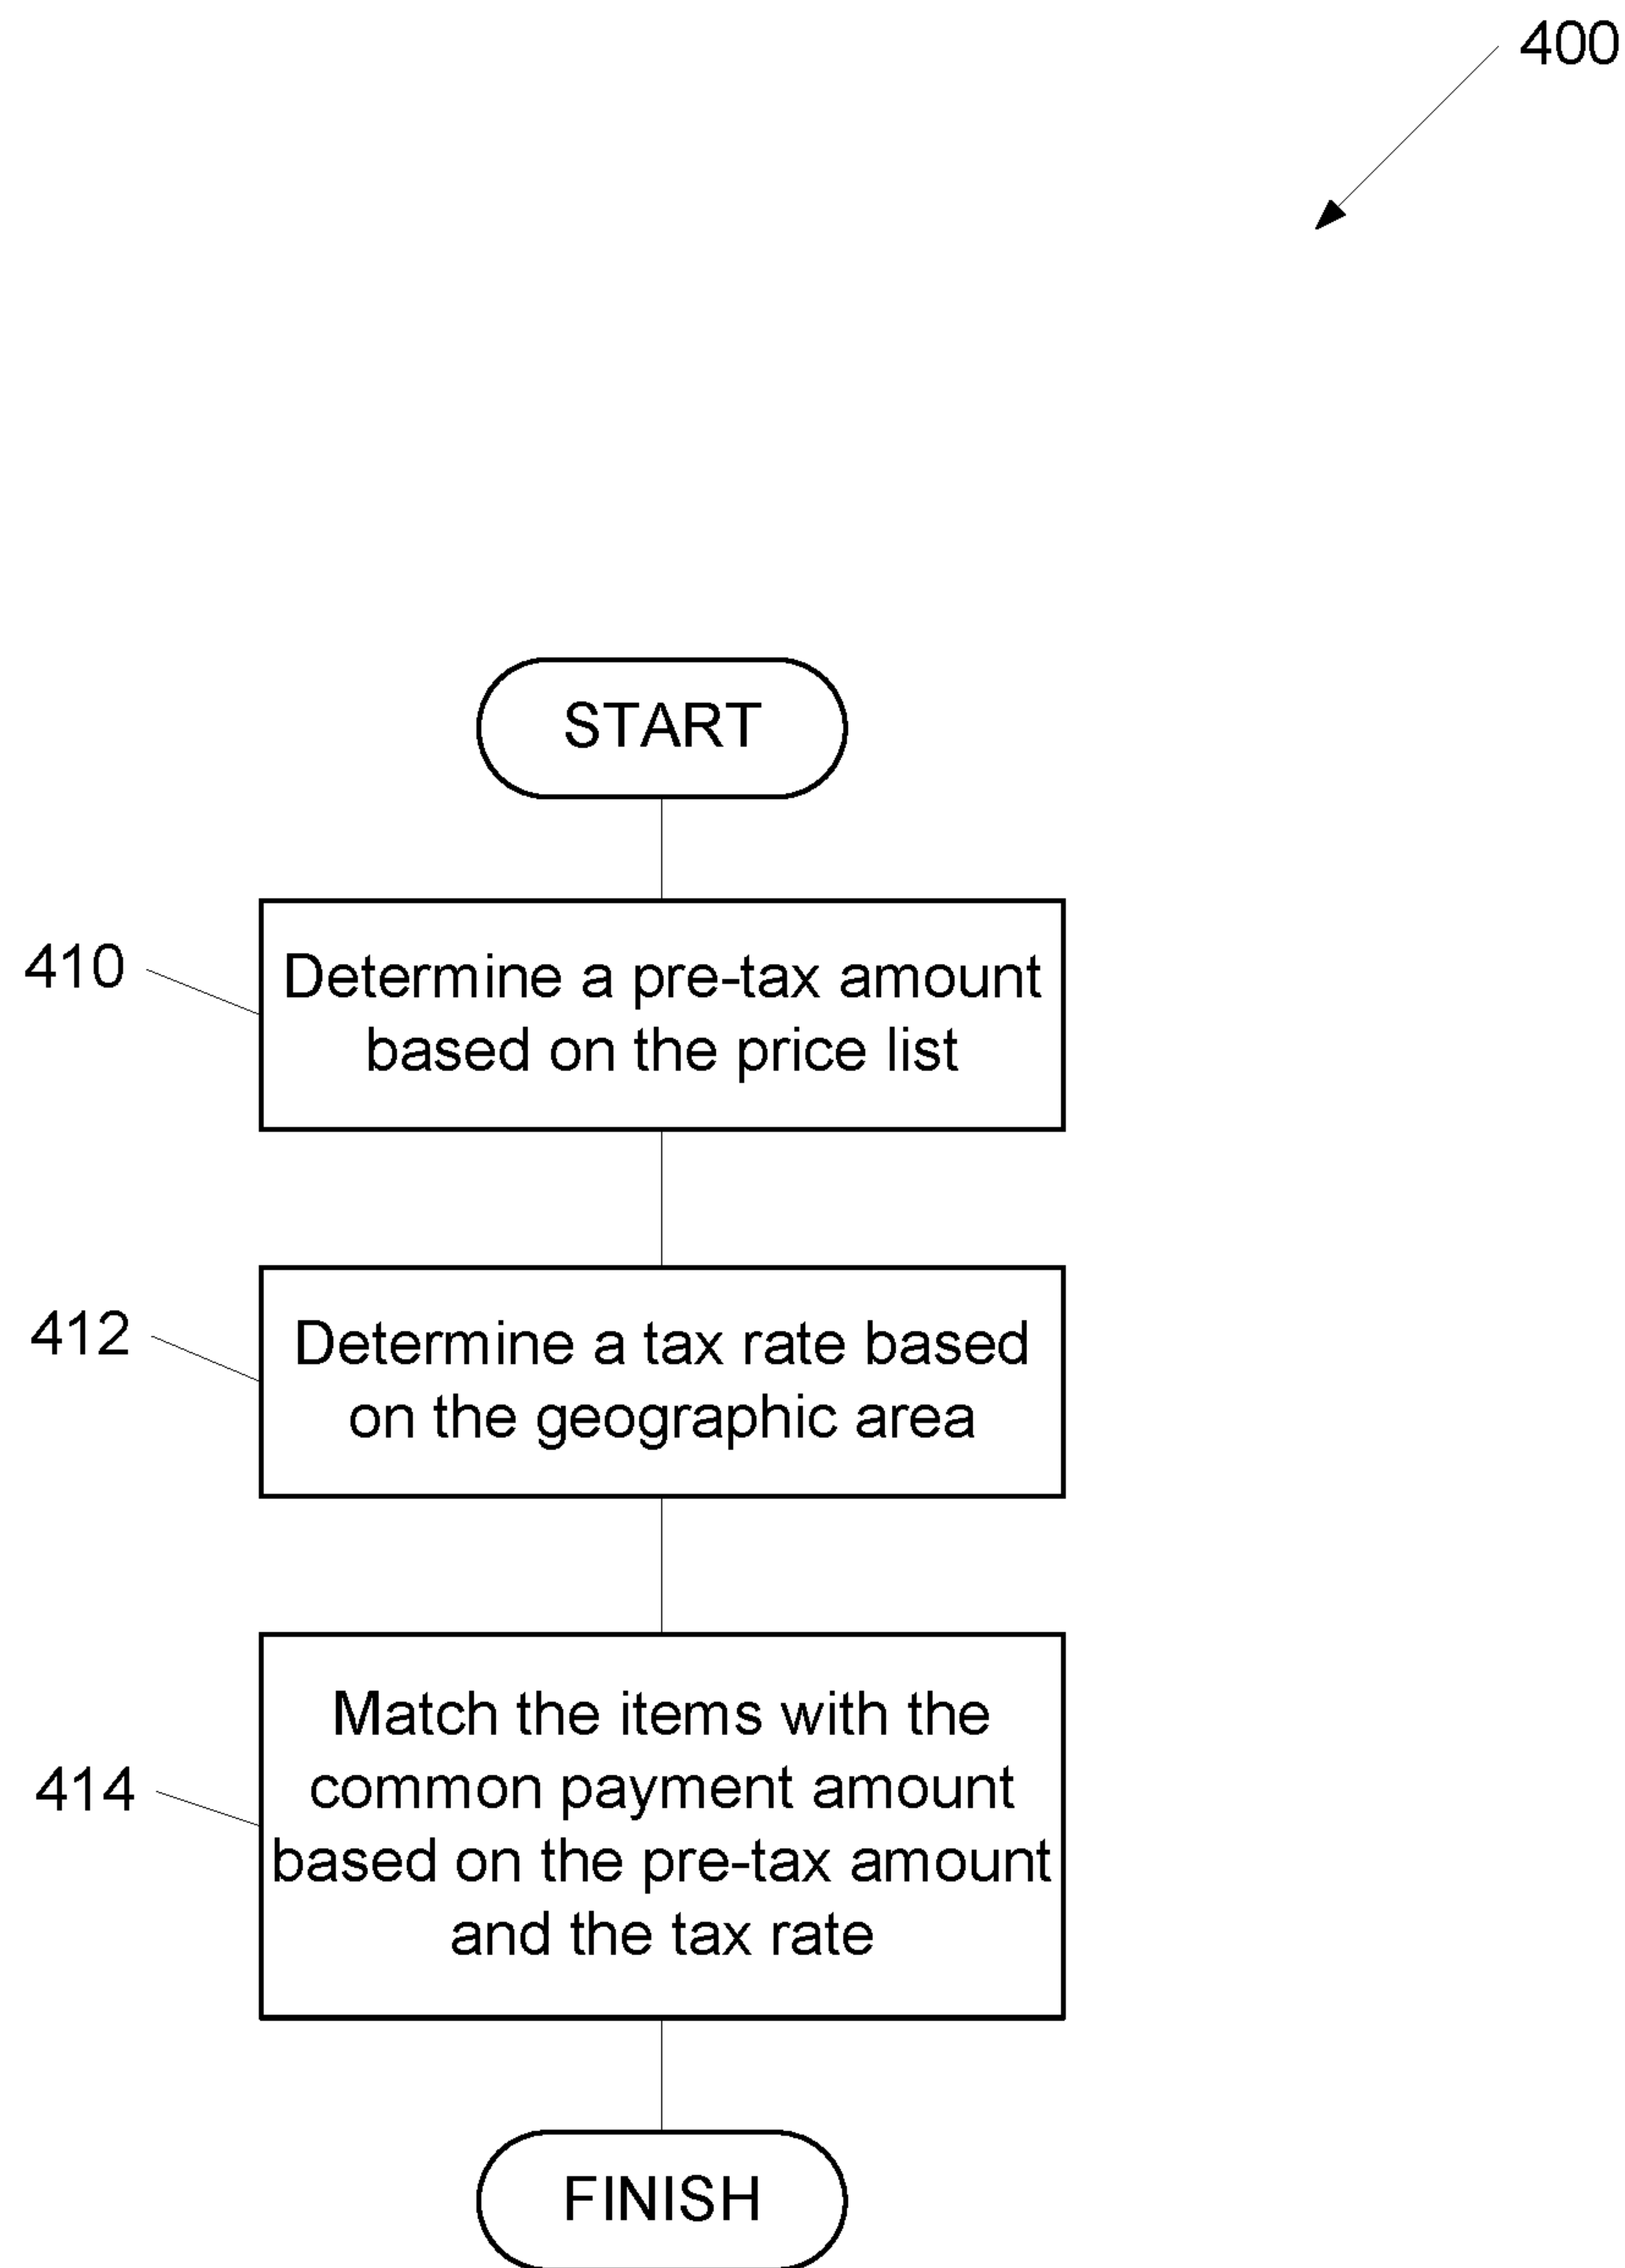 400
START
410
Determine a pre-tax amount
based on the price list
412
Determine a tax rate based
on the geographic area
414
Match the items with the
common payment amount
based on the pre-tax amount
and the tax rate
FINISH